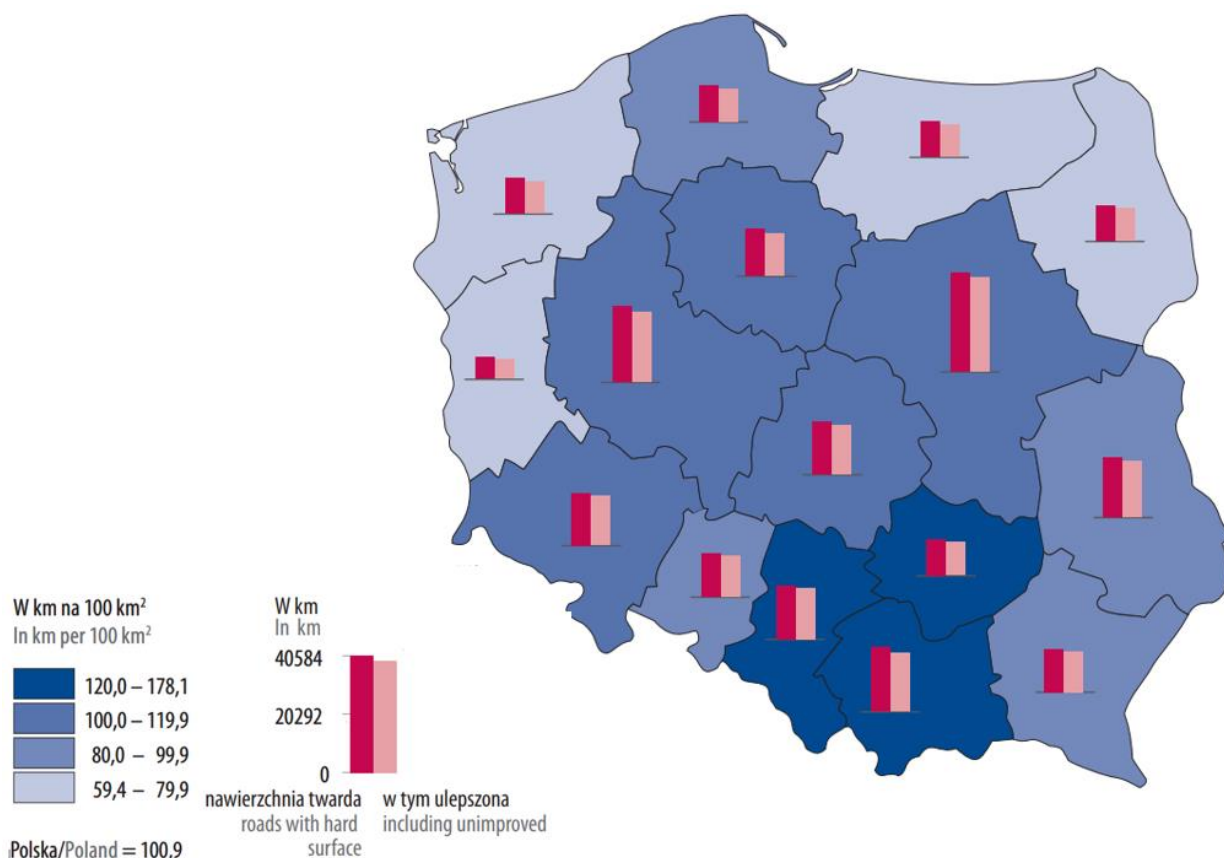 W km na 100 km²
In km per 100 km²
120,0 – 178,1
100,0 – 119,9
80,0 – 99,9
59,4 – 79,9
Polska/Poland = 100,9
W km
In km
40584
20292
0
nawierzchnia twarda
roads with hard
surface
w tym ulepszona
including unimproved